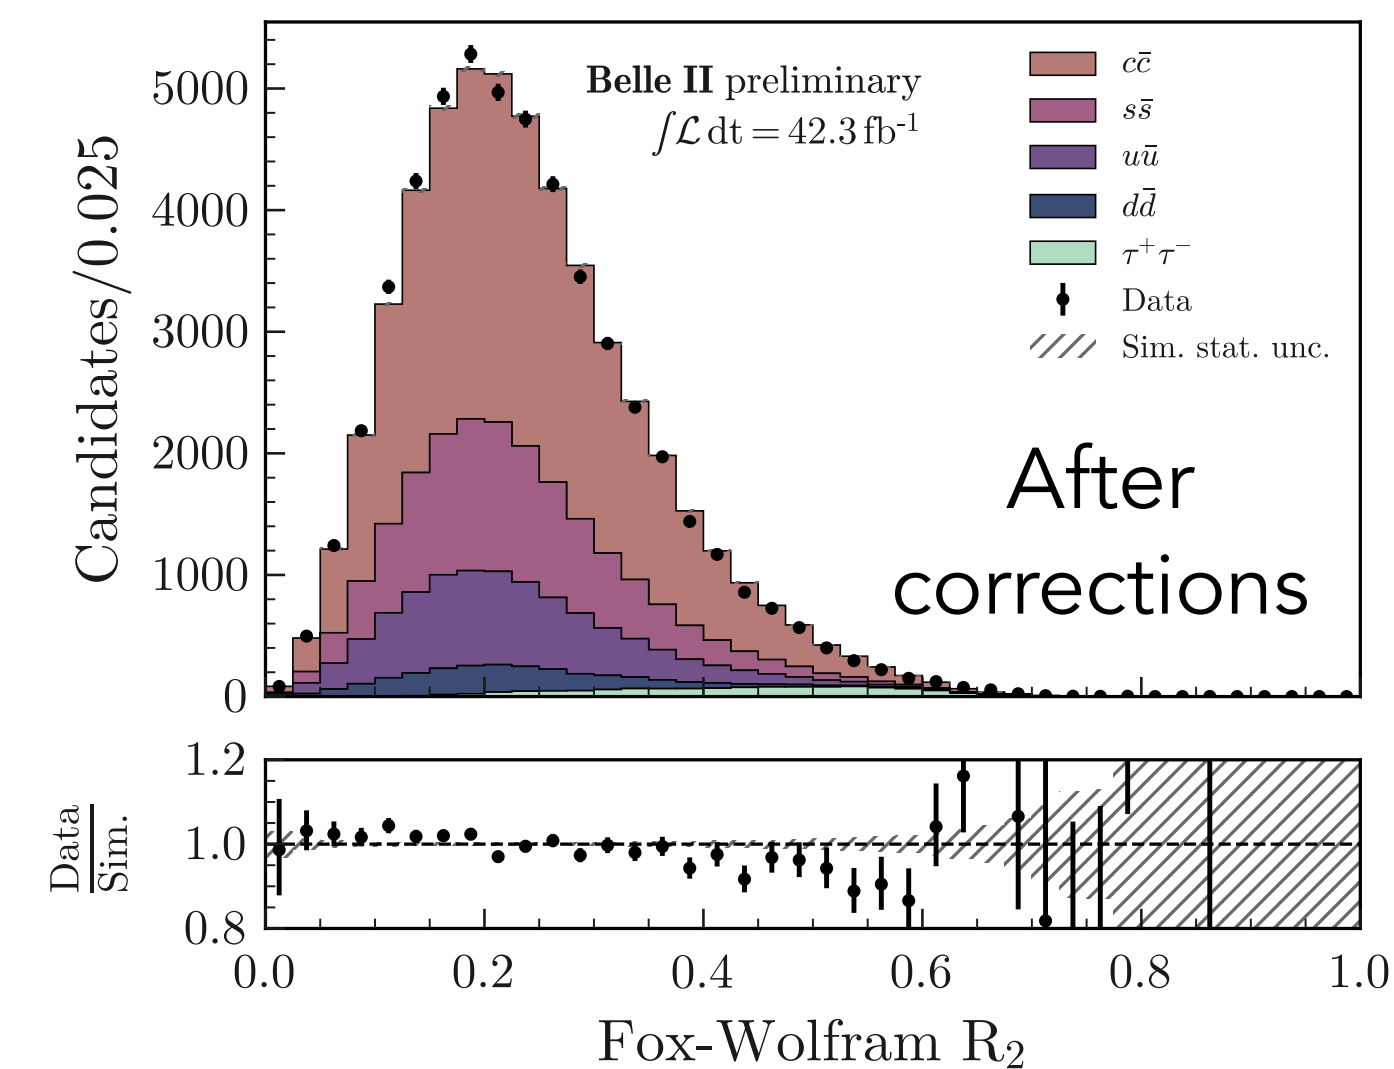 Belle II preliminary
∫ℒ dt = 42.3 fb⁻¹
cc̄
ss̄
uū
dd̄
τ⁺τ⁻
Data
Sim. stat. unc.
After
corrections
Candidates/0.025
5000
4000
3000
2000
1000
0
Data
Sim.
1.2
1.0
0.8
0.0 0.2 0.4 0.6 0.8 1.0
Fox-Wolfram R₂